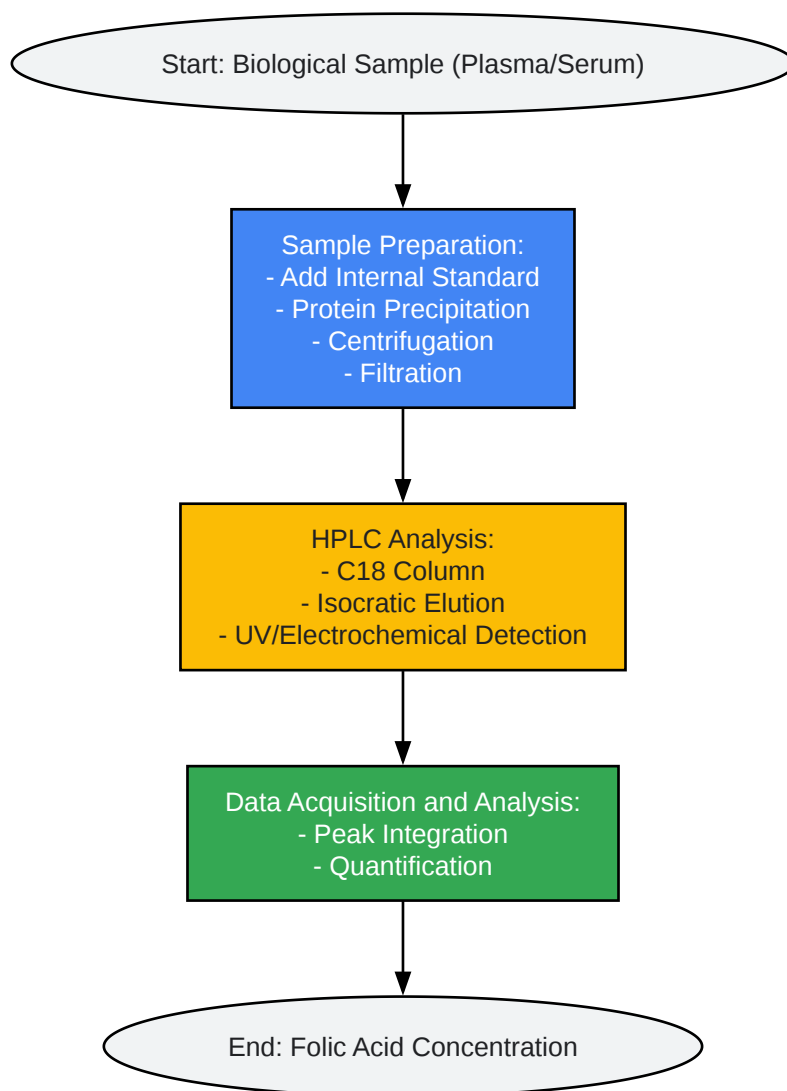 Start: Biological Sample (Plasma/Serum)
Sample Preparation:
- Add Internal Standard
- Protein Precipitation
- Centrifugation
- Filtration
HPLC Analysis:
- C18 Column
- Isocratic Elution
- UV/Electrochemical Detection
Data Acquisition and Analysis:
- Peak Integration
- Quantification
End: Folic Acid Concentration